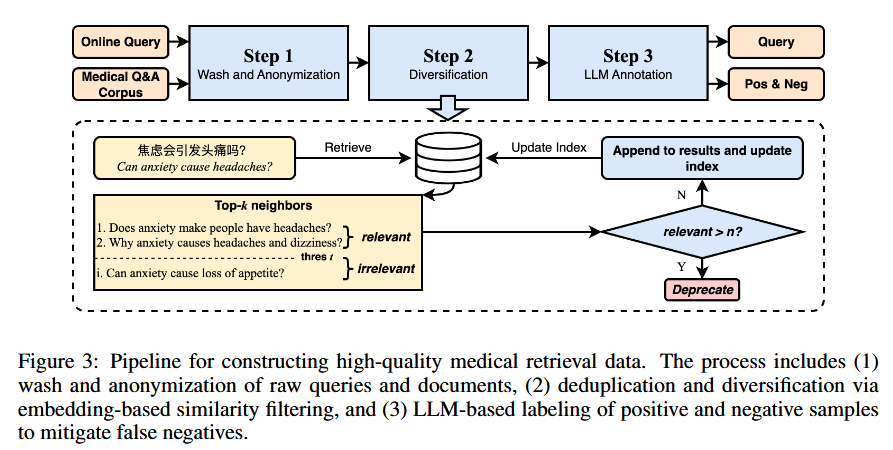 Online Query
Medical Q&A
Corpus
Step 1
Wash and Anonymization
Step 2
Diversification
Step 3
LLM Annotation
Query
Pos & Neg
焦虑会引发头痛吗?
Can anxiety cause headaches?
Retrieve
Update Index
Append to results and update
index
Top-k neighbors
1. Does anxiety make people have headaches?
2. Why anxiety causes headaches and dizziness?
relevant
thres t
i. Can anxiety cause loss of appetite?
irrelevant
N
relevant > n?
Y
Deprecate
Figure 3: Pipeline for constructing high-quality medical retrieval data. The process includes (1)
wash and anonymization of raw queries and documents, (2) deduplication and diversification via
embedding-based similarity filtering, and (3) LLM-based labeling of positive and negative samples
to mitigate false negatives.